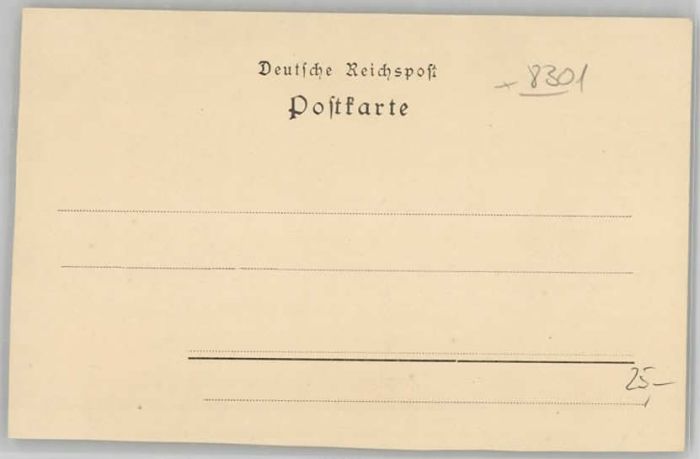 Deutſche Reichspoſt
× 8301
Poſtkarte
25,–